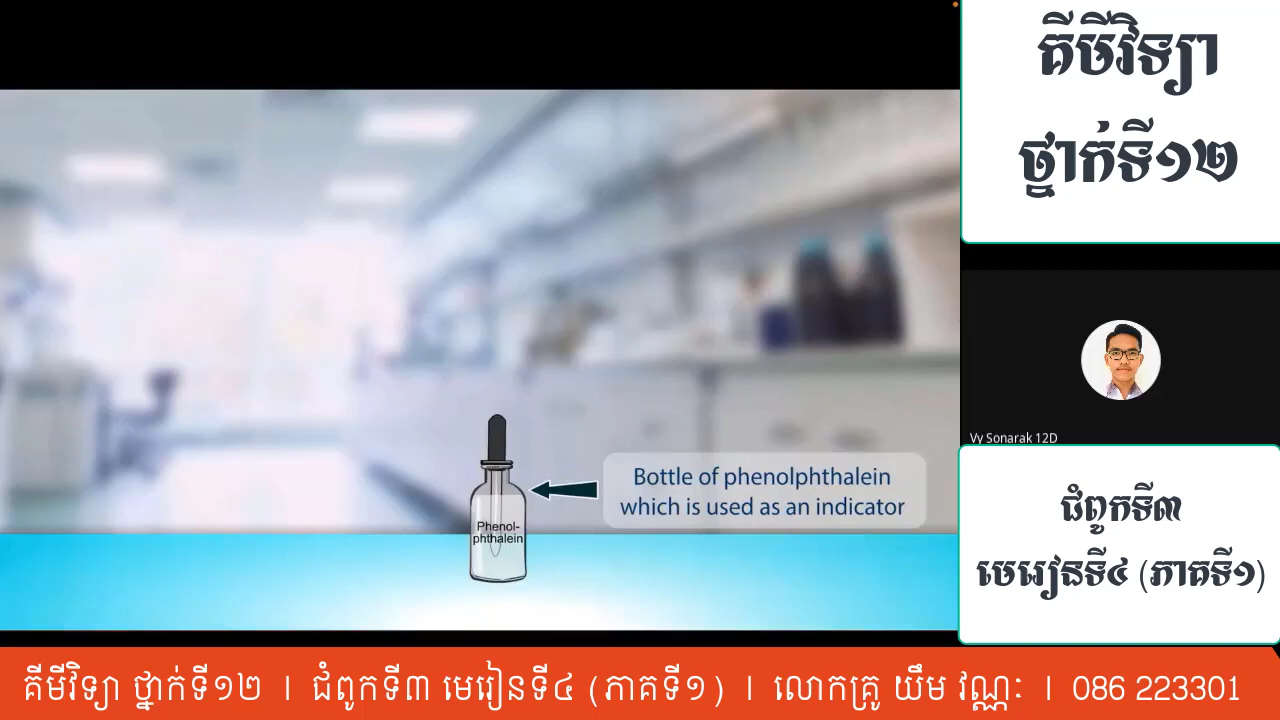 គីមីវិទ្យា
ថ្នាក់ទី១២
Bottle of phenolphthalein
which is used as an indicator
Phenol-
phthalein
Vy Sonarak 12D
ជំពូកទី៣
មេរៀនទី៤ (ភាគទី១)
គីមីវិទ្យា ថ្នាក់ទី១២ | ជំពូកទី៣ មេរៀនទី៤ (ភាគទី១) | លោកគ្រូ យឹម វណ្ណៈ | 086 223301